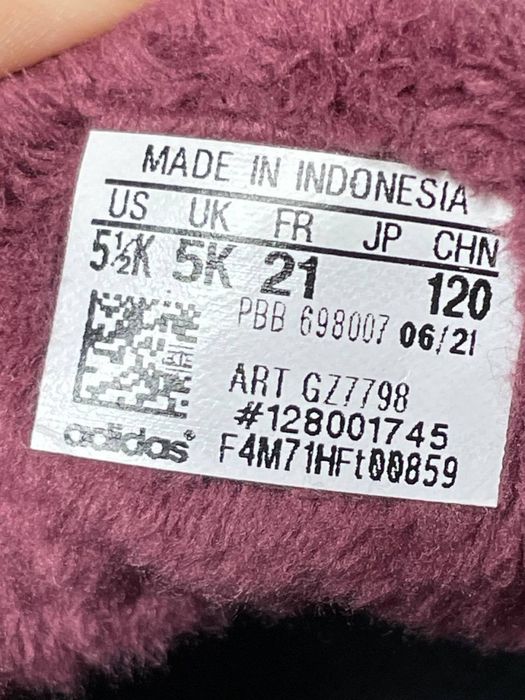 MADE IN INDONESIA
US UK FR JP CHN
5½K 5K 21 120
PBB 698007 06/21
ART GZ7798
#128001745
adidas® F4M71HFt00859